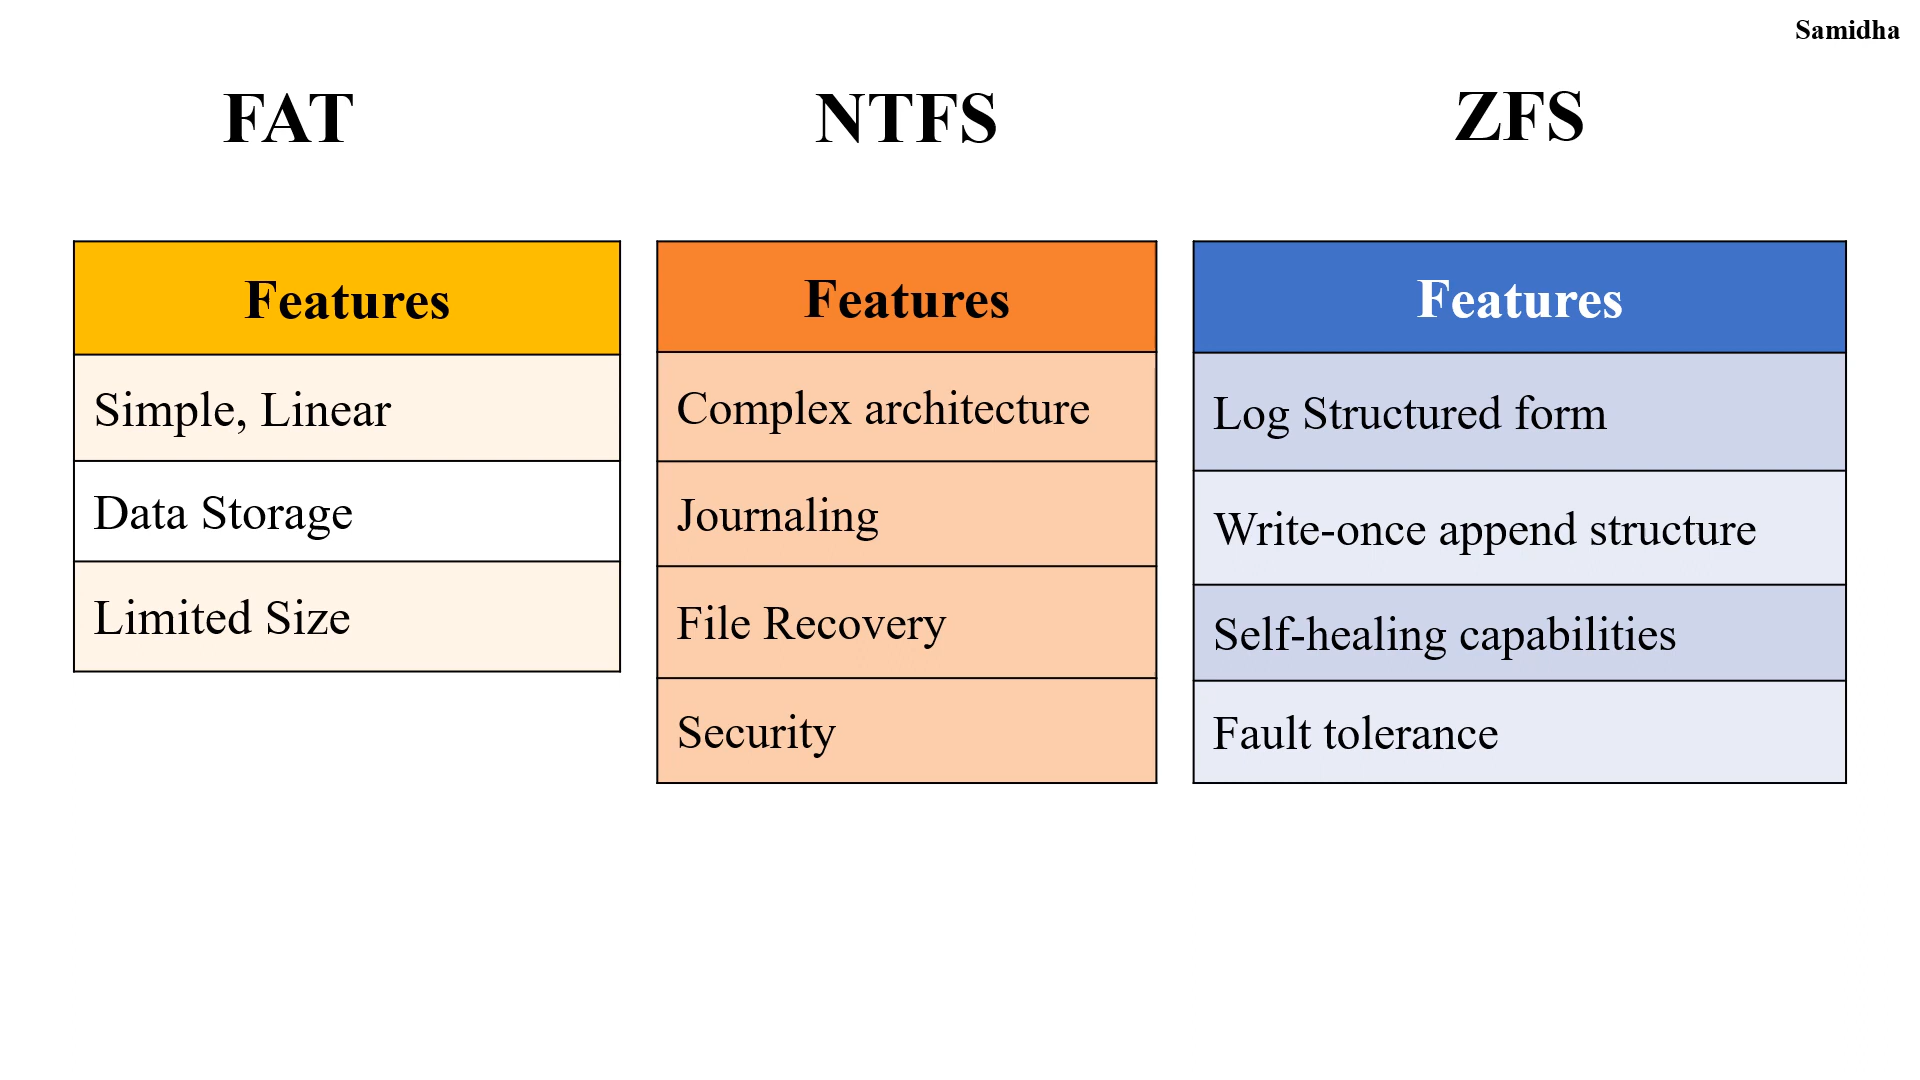 Samidha
FAT
NTFS
ZFS
Features
Simple, Linear
Data Storage
Limited Size
Features
Complex architecture
Journaling
File Recovery
Security
Features
Log Structured form
Write-once append structure
Self-healing capabilities
Fault tolerance